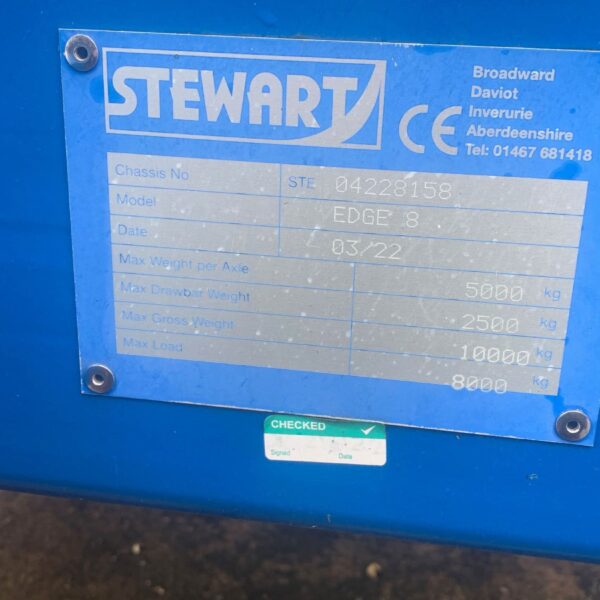 STEWART
CE
Broadward
Daviot
Inverurie
Aberdeenshire
Tel: 01467 681418
Chassis No STE 04228158
Model EDGE 8
Date 03/22
Max Weight per Axle 5000 kg
Max Drawbar Weight 2500 kg
Max Gross Weight 10000 kg
Max Load 8000 kg
CHECKED
Signed Date